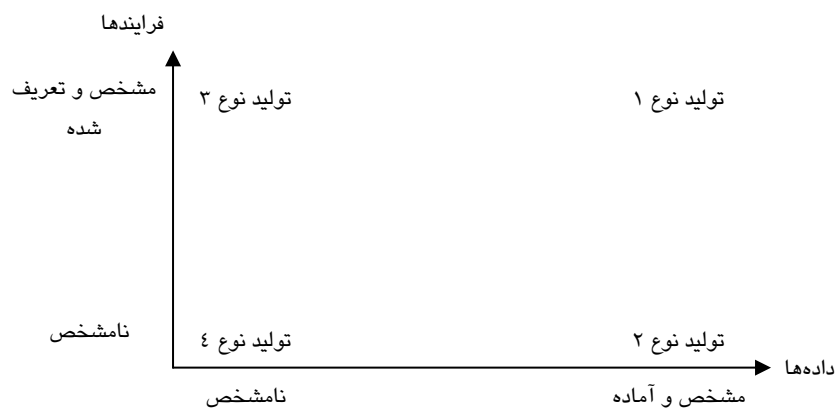 فرایندها
مشخص و تعریف
شده
تولید نوع ۳
تولید نوع ۱
نامشخص
تولید نوع ٤
تولید نوع ۲
داده‌ها
نامشخص
مشخص و آماده